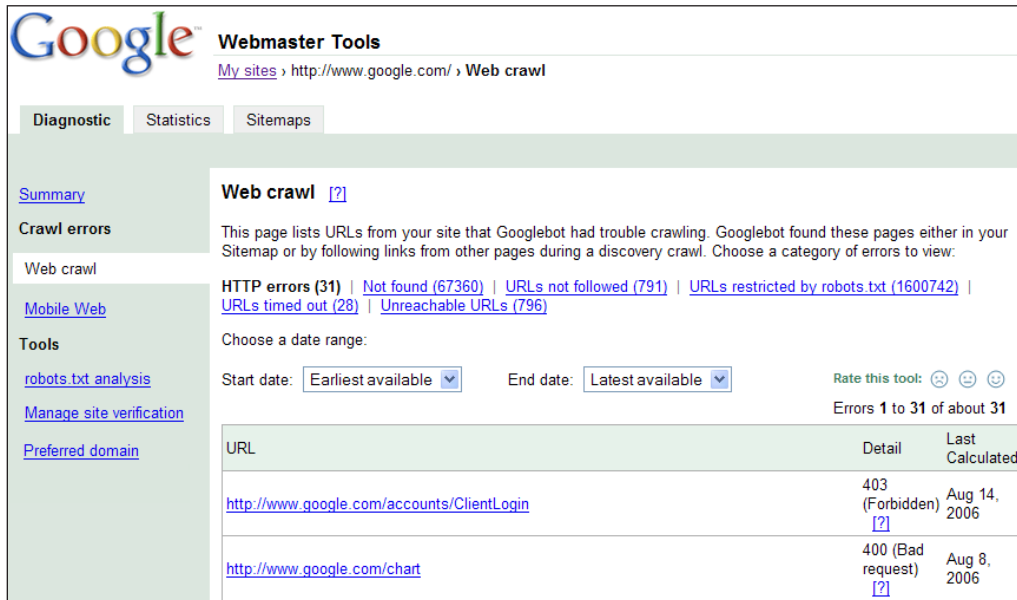 Google™
Webmaster Tools
My sites › http://www.google.com/ › Web crawl
Diagnostic Statistics Sitemaps
Summary
Crawl errors
Web crawl
Mobile Web
Tools
robots.txt analysis
Manage site verification
Preferred domain
Web crawl [?]
This page lists URLs from your site that Googlebot had trouble crawling. Googlebot found these pages either in your
Sitemap or by following links from other pages during a discovery crawl. Choose a category of errors to view:
HTTP errors (31) | Not found (67360) | URLs not followed (791) | URLs restricted by robots.txt (1600742) |
URLs timed out (28) | Unreachable URLs (796)
Choose a date range:
Start date: Earliest available End date: Latest available Rate this tool:
Errors 1 to 31 of about 31
URL Detail Last
Calculated
http://www.google.com/accounts/ClientLogin
403
(Forbidden)
[?]
Aug 14,
2006
http://www.google.com/chart
400 (Bad
request)
[?]
Aug 8,
2006